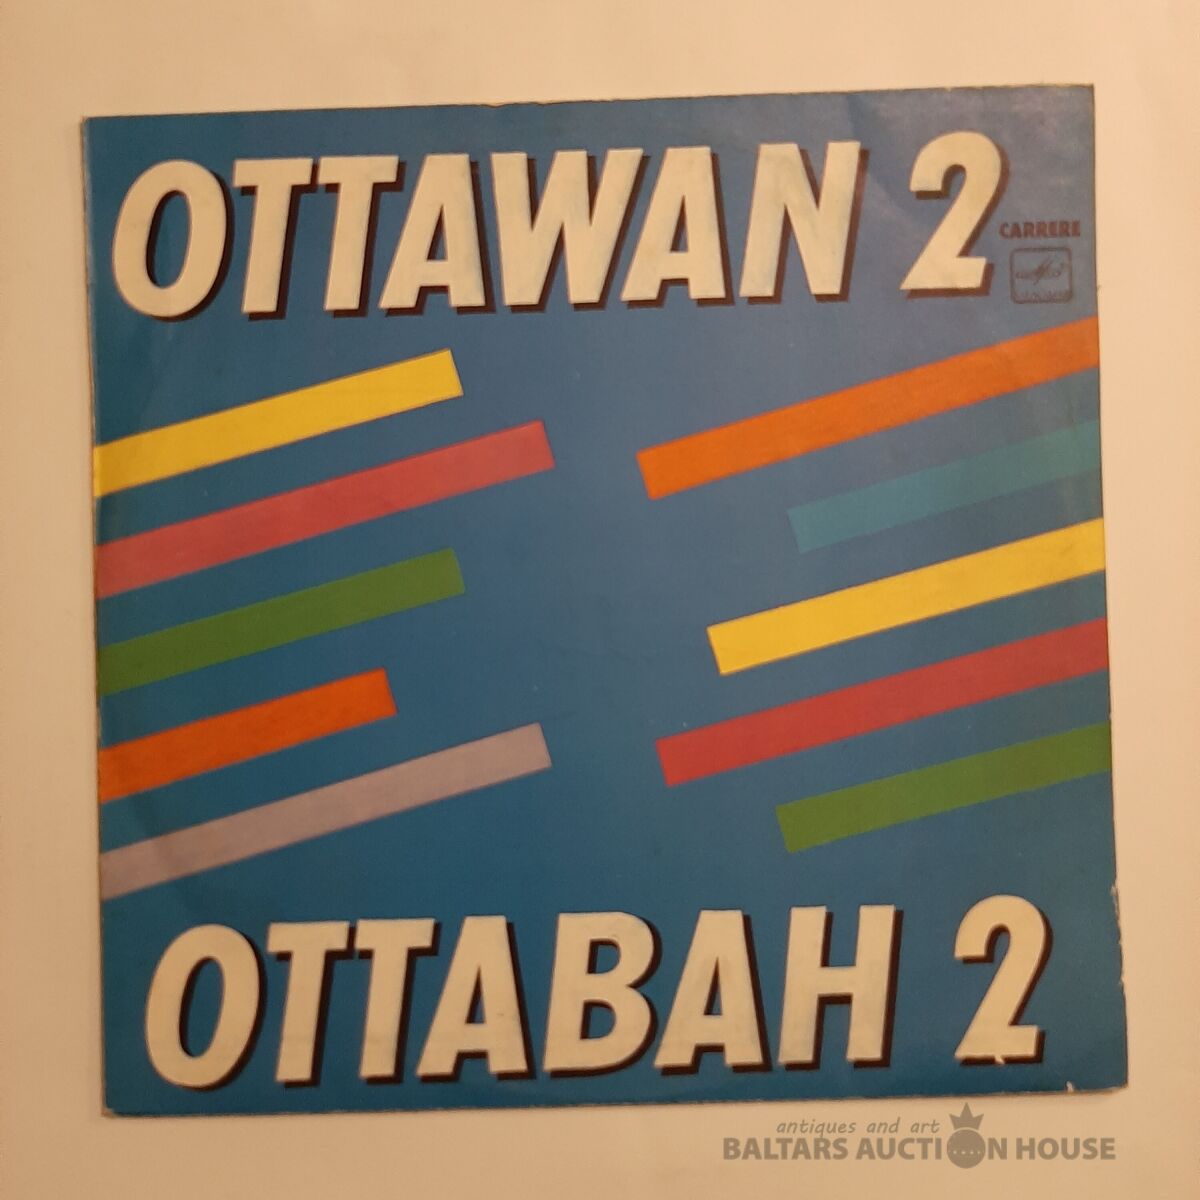 OTTAWAN 2
CARRERE
ОТТАВАН 2
antiques and art
BALTARS AUCTION HOUSE